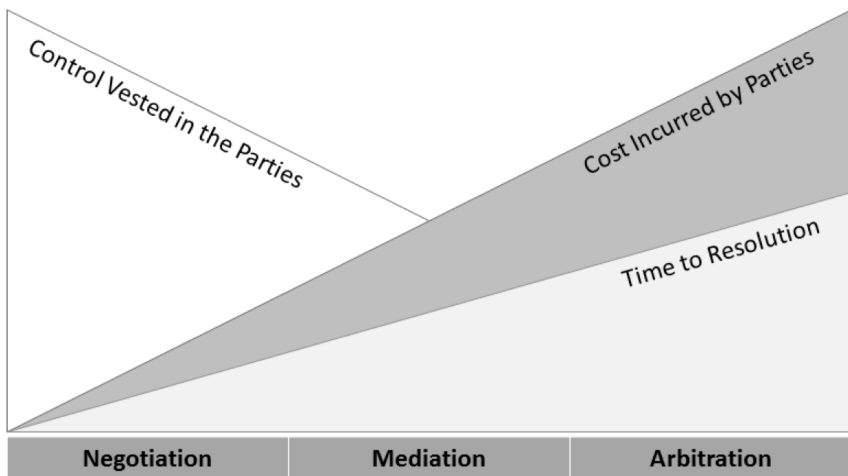 Control Vested in the Parties
Cost Incurred by Parties
Time to Resolution
Negotiation
Mediation
Arbitration